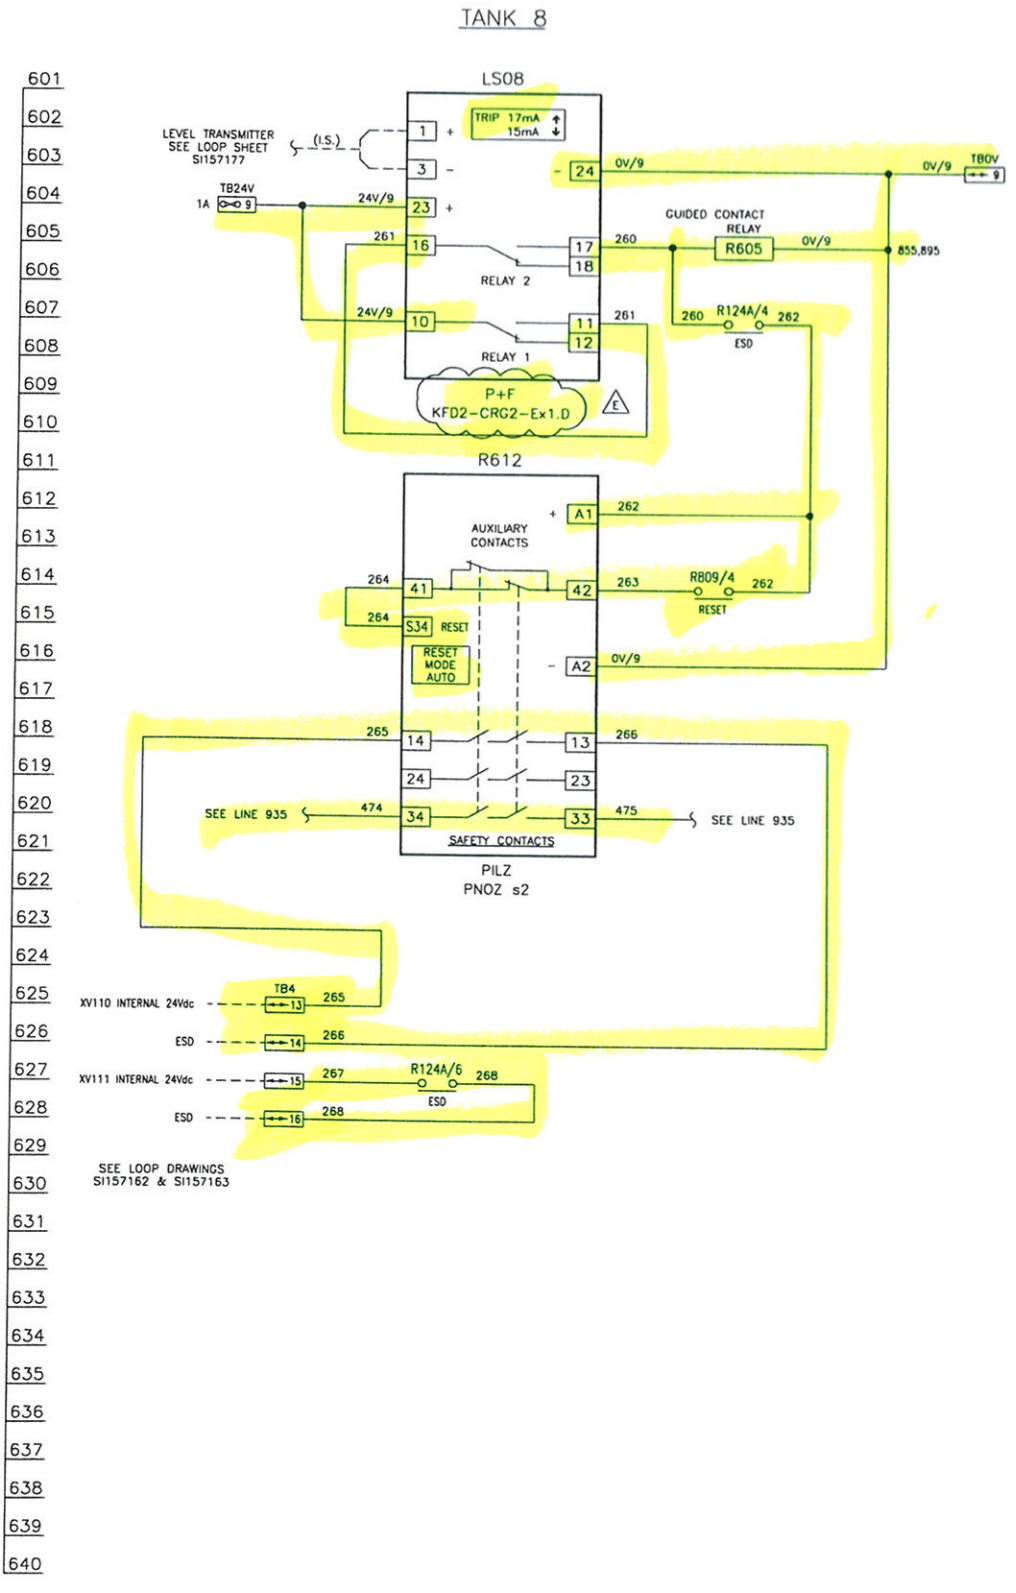 TANK 8
601
LS08
602
TRIP 17mA
15mA
LEVEL TRANSMITTER
SEE LOOP SHEET
SI157177
(I.S.)
1 +
603
3 -
- 24
0V/9
0V/9
TB0V
9
604
TB24V
1A
9
24V/9
23 +
605
261
16
17
260
GUIDED CONTACT
RELAY
R605
0V/9
855,895
606
RELAY 2
18
607
24V/9
10
11
261
260
R124A/4
262
ESD
608
RELAY 1
12
609
P+F
KFD2-CRG2-Ex1.D
E
610
611
R612
612
+ A1
262
613
AUXILIARY
CONTACTS
614
264
41
42
263
R809/4
262
RESET
615
264
S34 RESET
616
RESET
MODE
AUTO
- A2
0V/9
617
618
265
14
13
266
619
24
23
620
SEE LINE 935
474
34
33
475
SEE LINE 935
621
SAFETY CONTACTS
622
PILZ
PNOZ s2
623
624
625
TB4
XV110 INTERNAL 24Vdc
13
265
626
ESD
14
266
627
XV111 INTERNAL 24Vdc
15
267
R124A/6
268
ESD
628
ESD
16
268
629
SEE LOOP DRAWINGS
SI157162 & SI157163
630
631
632
633
634
635
636
637
638
639
640